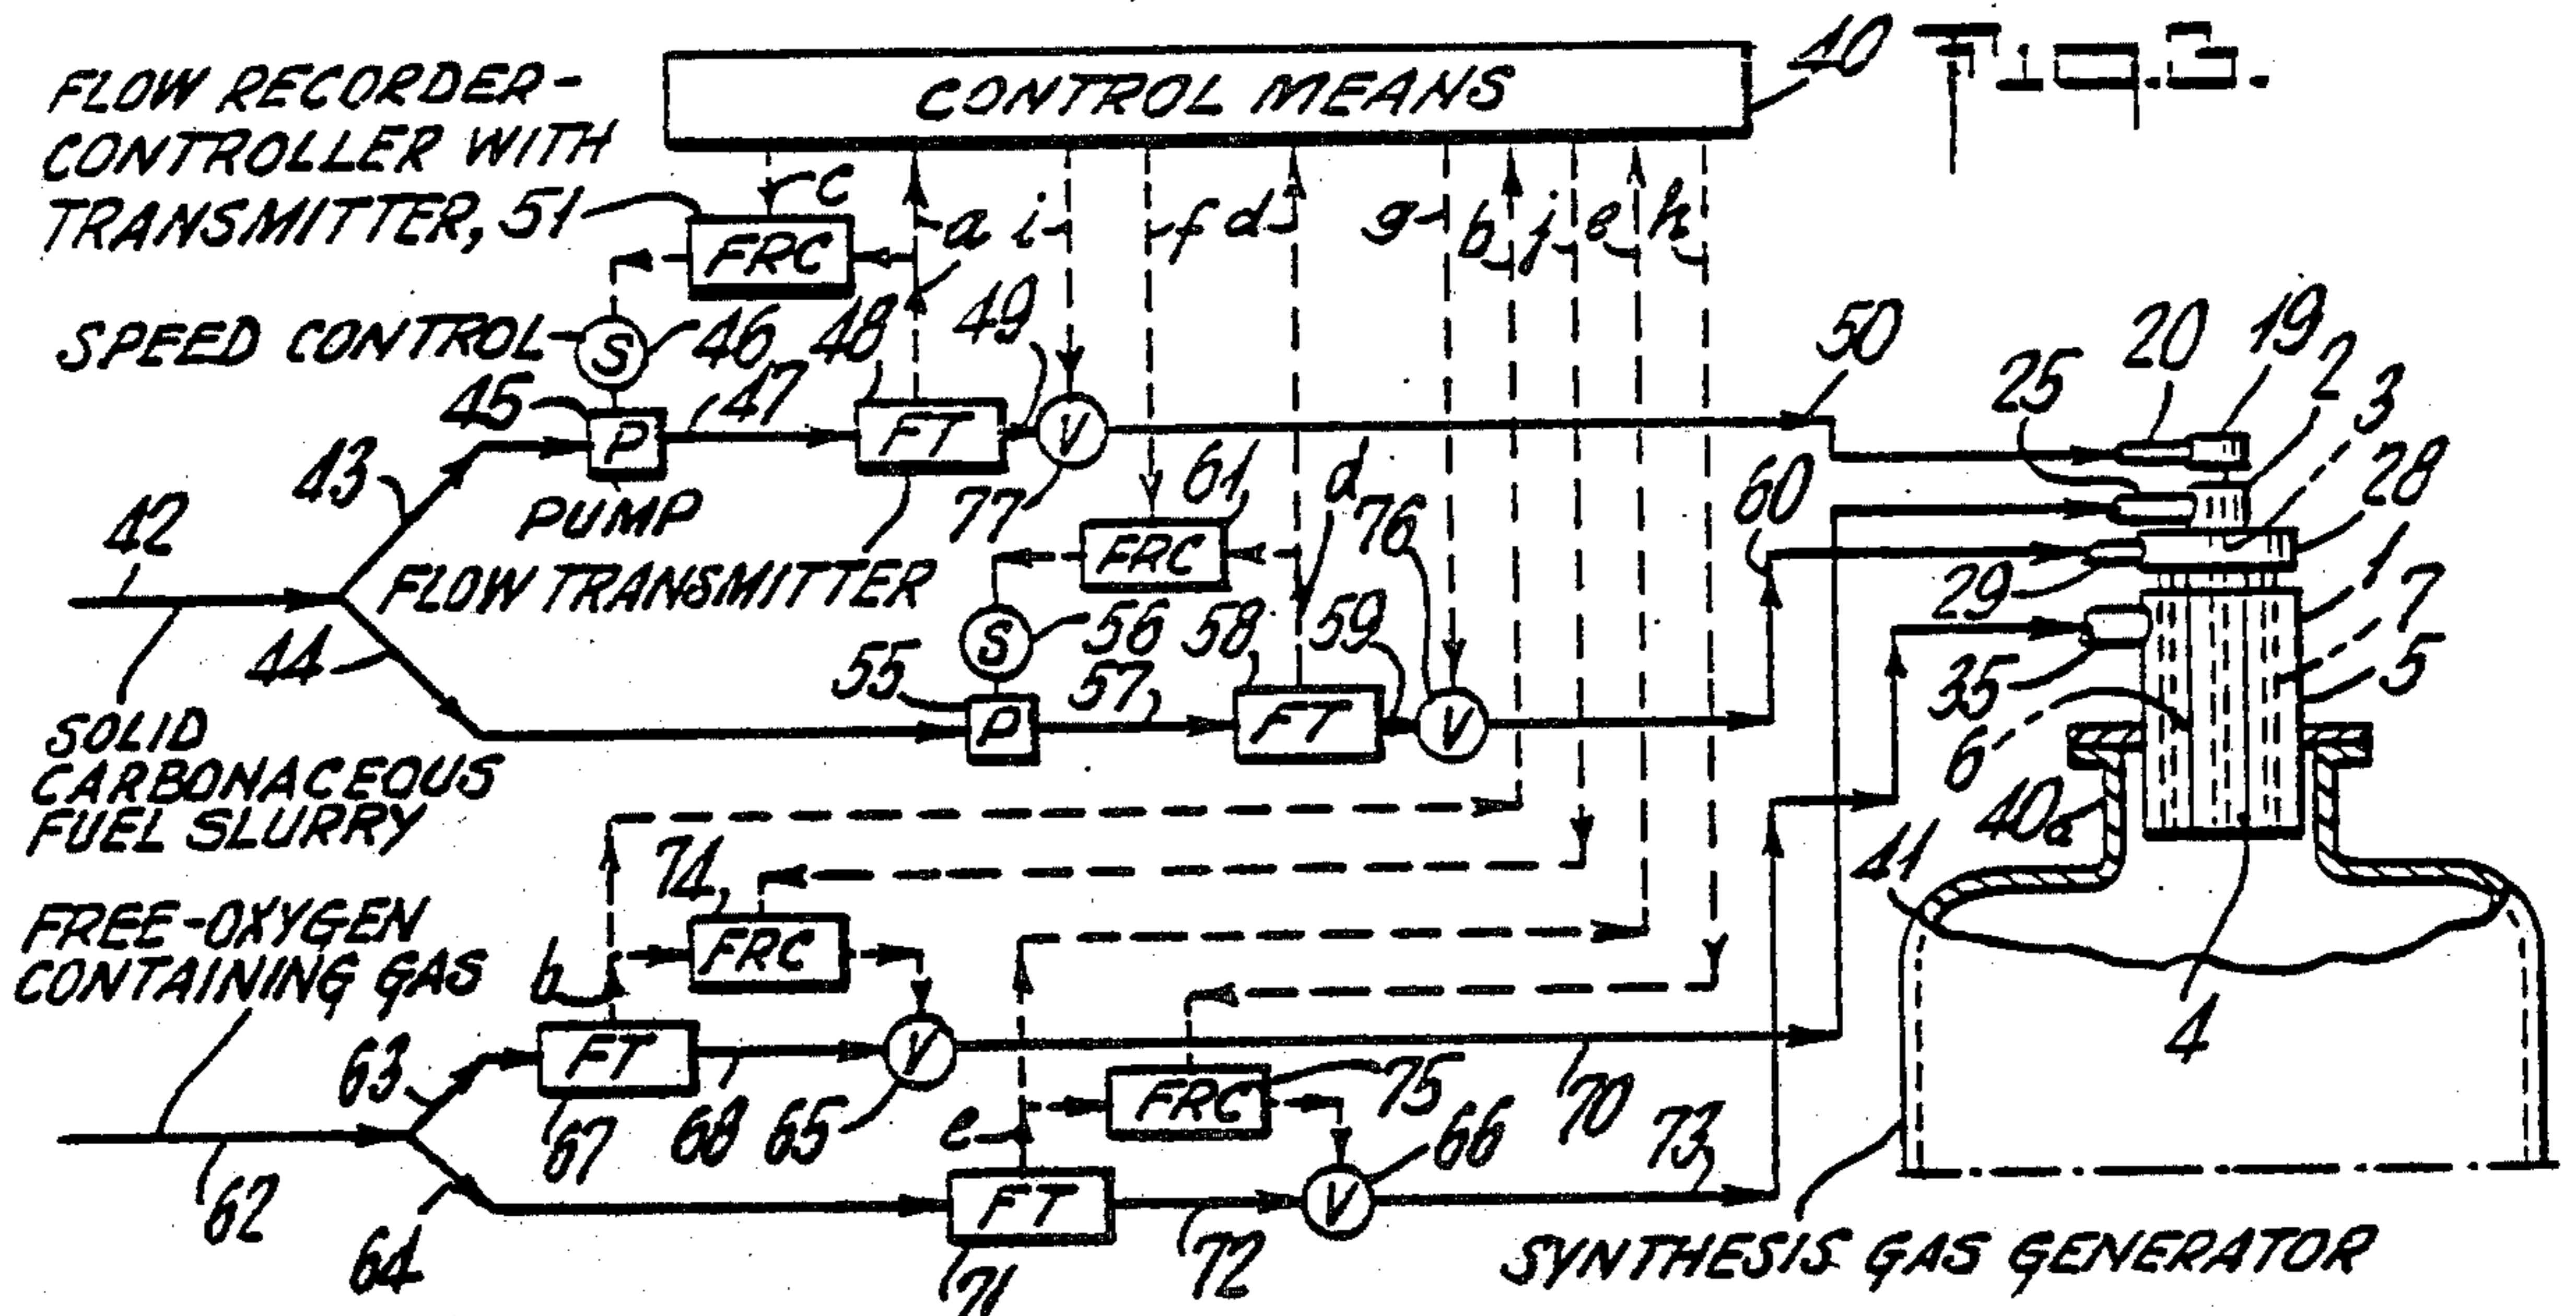 Fig. 3.
40
CONTROL MEANS
FLOW RECORDER-
CONTROLLER WITH
TRANSMITTER, 51
c
FRC
a
i
f
d
g
b
j
e
h
SPEED CONTROL
S
46
48
49
50
45
P
47
FT
V
77
PUMP
FLOW TRANSMITTER
43
42
44
SOLID
CARBONACEOUS
FUEL SLURRY
61
FRC
d
76
S
56
58
59
55
P
57
FT
V
60
25
20
19
2
3
28
1
7
5
29
35
6
40a
41
4
74
FRC
FREE-OXYGEN
CONTAINING GAS
b
63
FT
67
68
65
V
70
62
64
e
FRC
75
66
73
FT
71
72
V
SYNTHESIS GAS GENERATOR